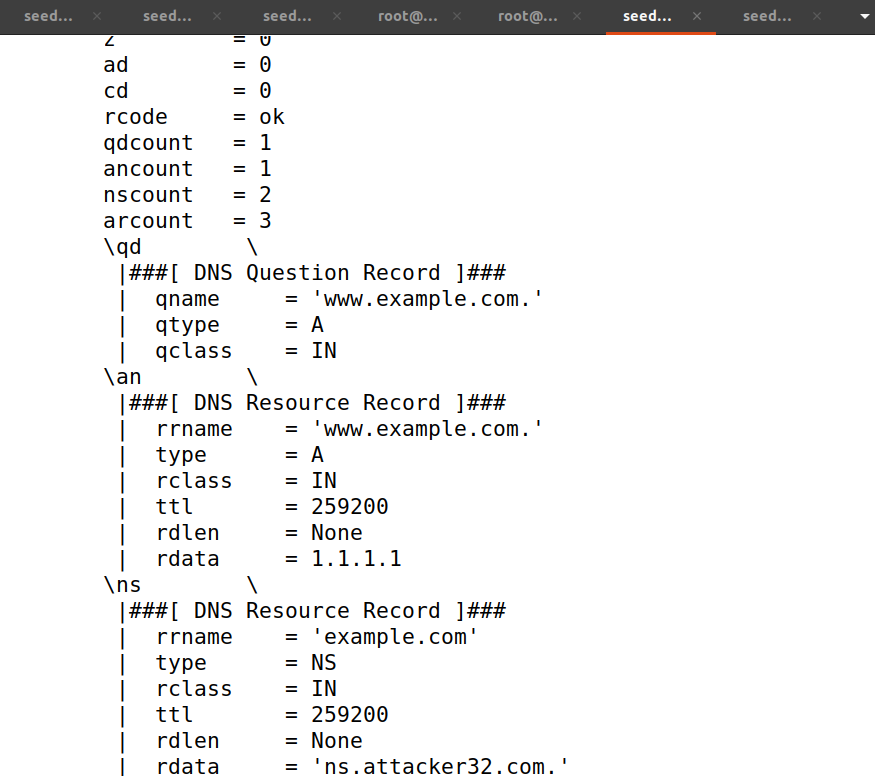 seed... × seed... × seed... × root@... × root@... × seed... × seed... ×
z = 0
ad = 0
cd = 0
rcode = ok
qdcount = 1
ancount = 1
nscount = 2
arcount = 3
\qd \
|###[ DNS Question Record ]###
| qname = 'www.example.com.'
| qtype = A
| qclass = IN
\an \
|###[ DNS Resource Record ]###
| rrname = 'www.example.com.'
| type = A
| rclass = IN
| ttl = 259200
| rdlen = None
| rdata = 1.1.1.1
\ns \
|###[ DNS Resource Record ]###
| rrname = 'example.com'
| type = NS
| rclass = IN
| ttl = 259200
| rdlen = None
| rdata = 'ns.attacker32.com.'